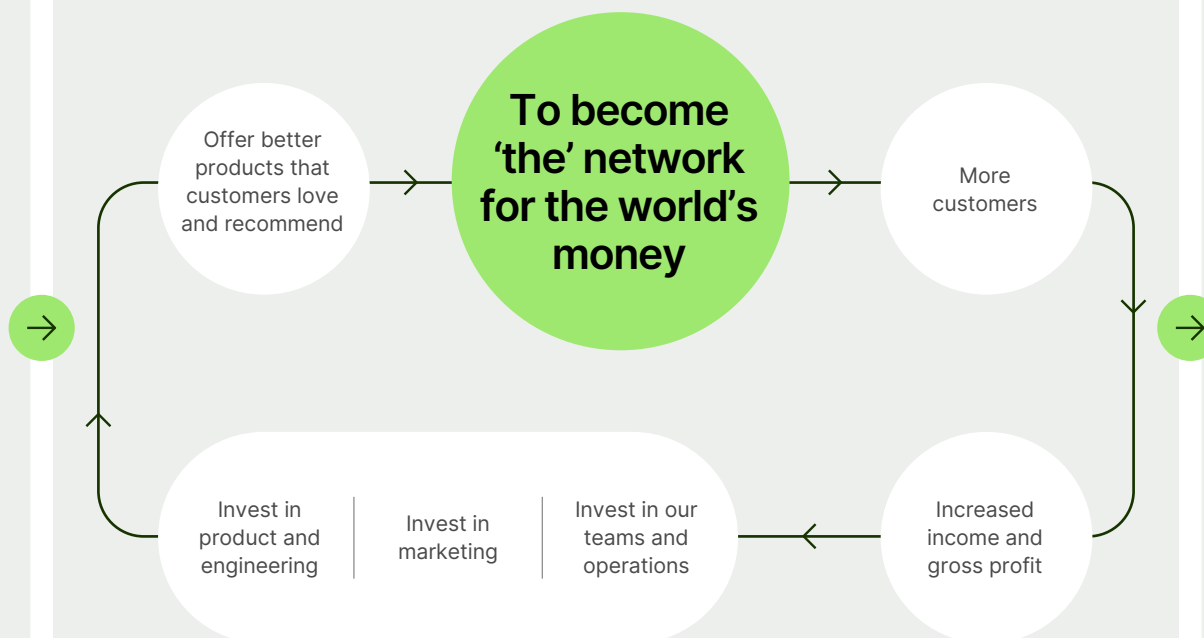 Offer better
products that
customers love
and recommend
To become
‘the’ network
for the world’s
money
More
customers
Invest in
product and
engineering
Invest in
marketing
Invest in our
teams and
operations
Increased
income and
gross profit